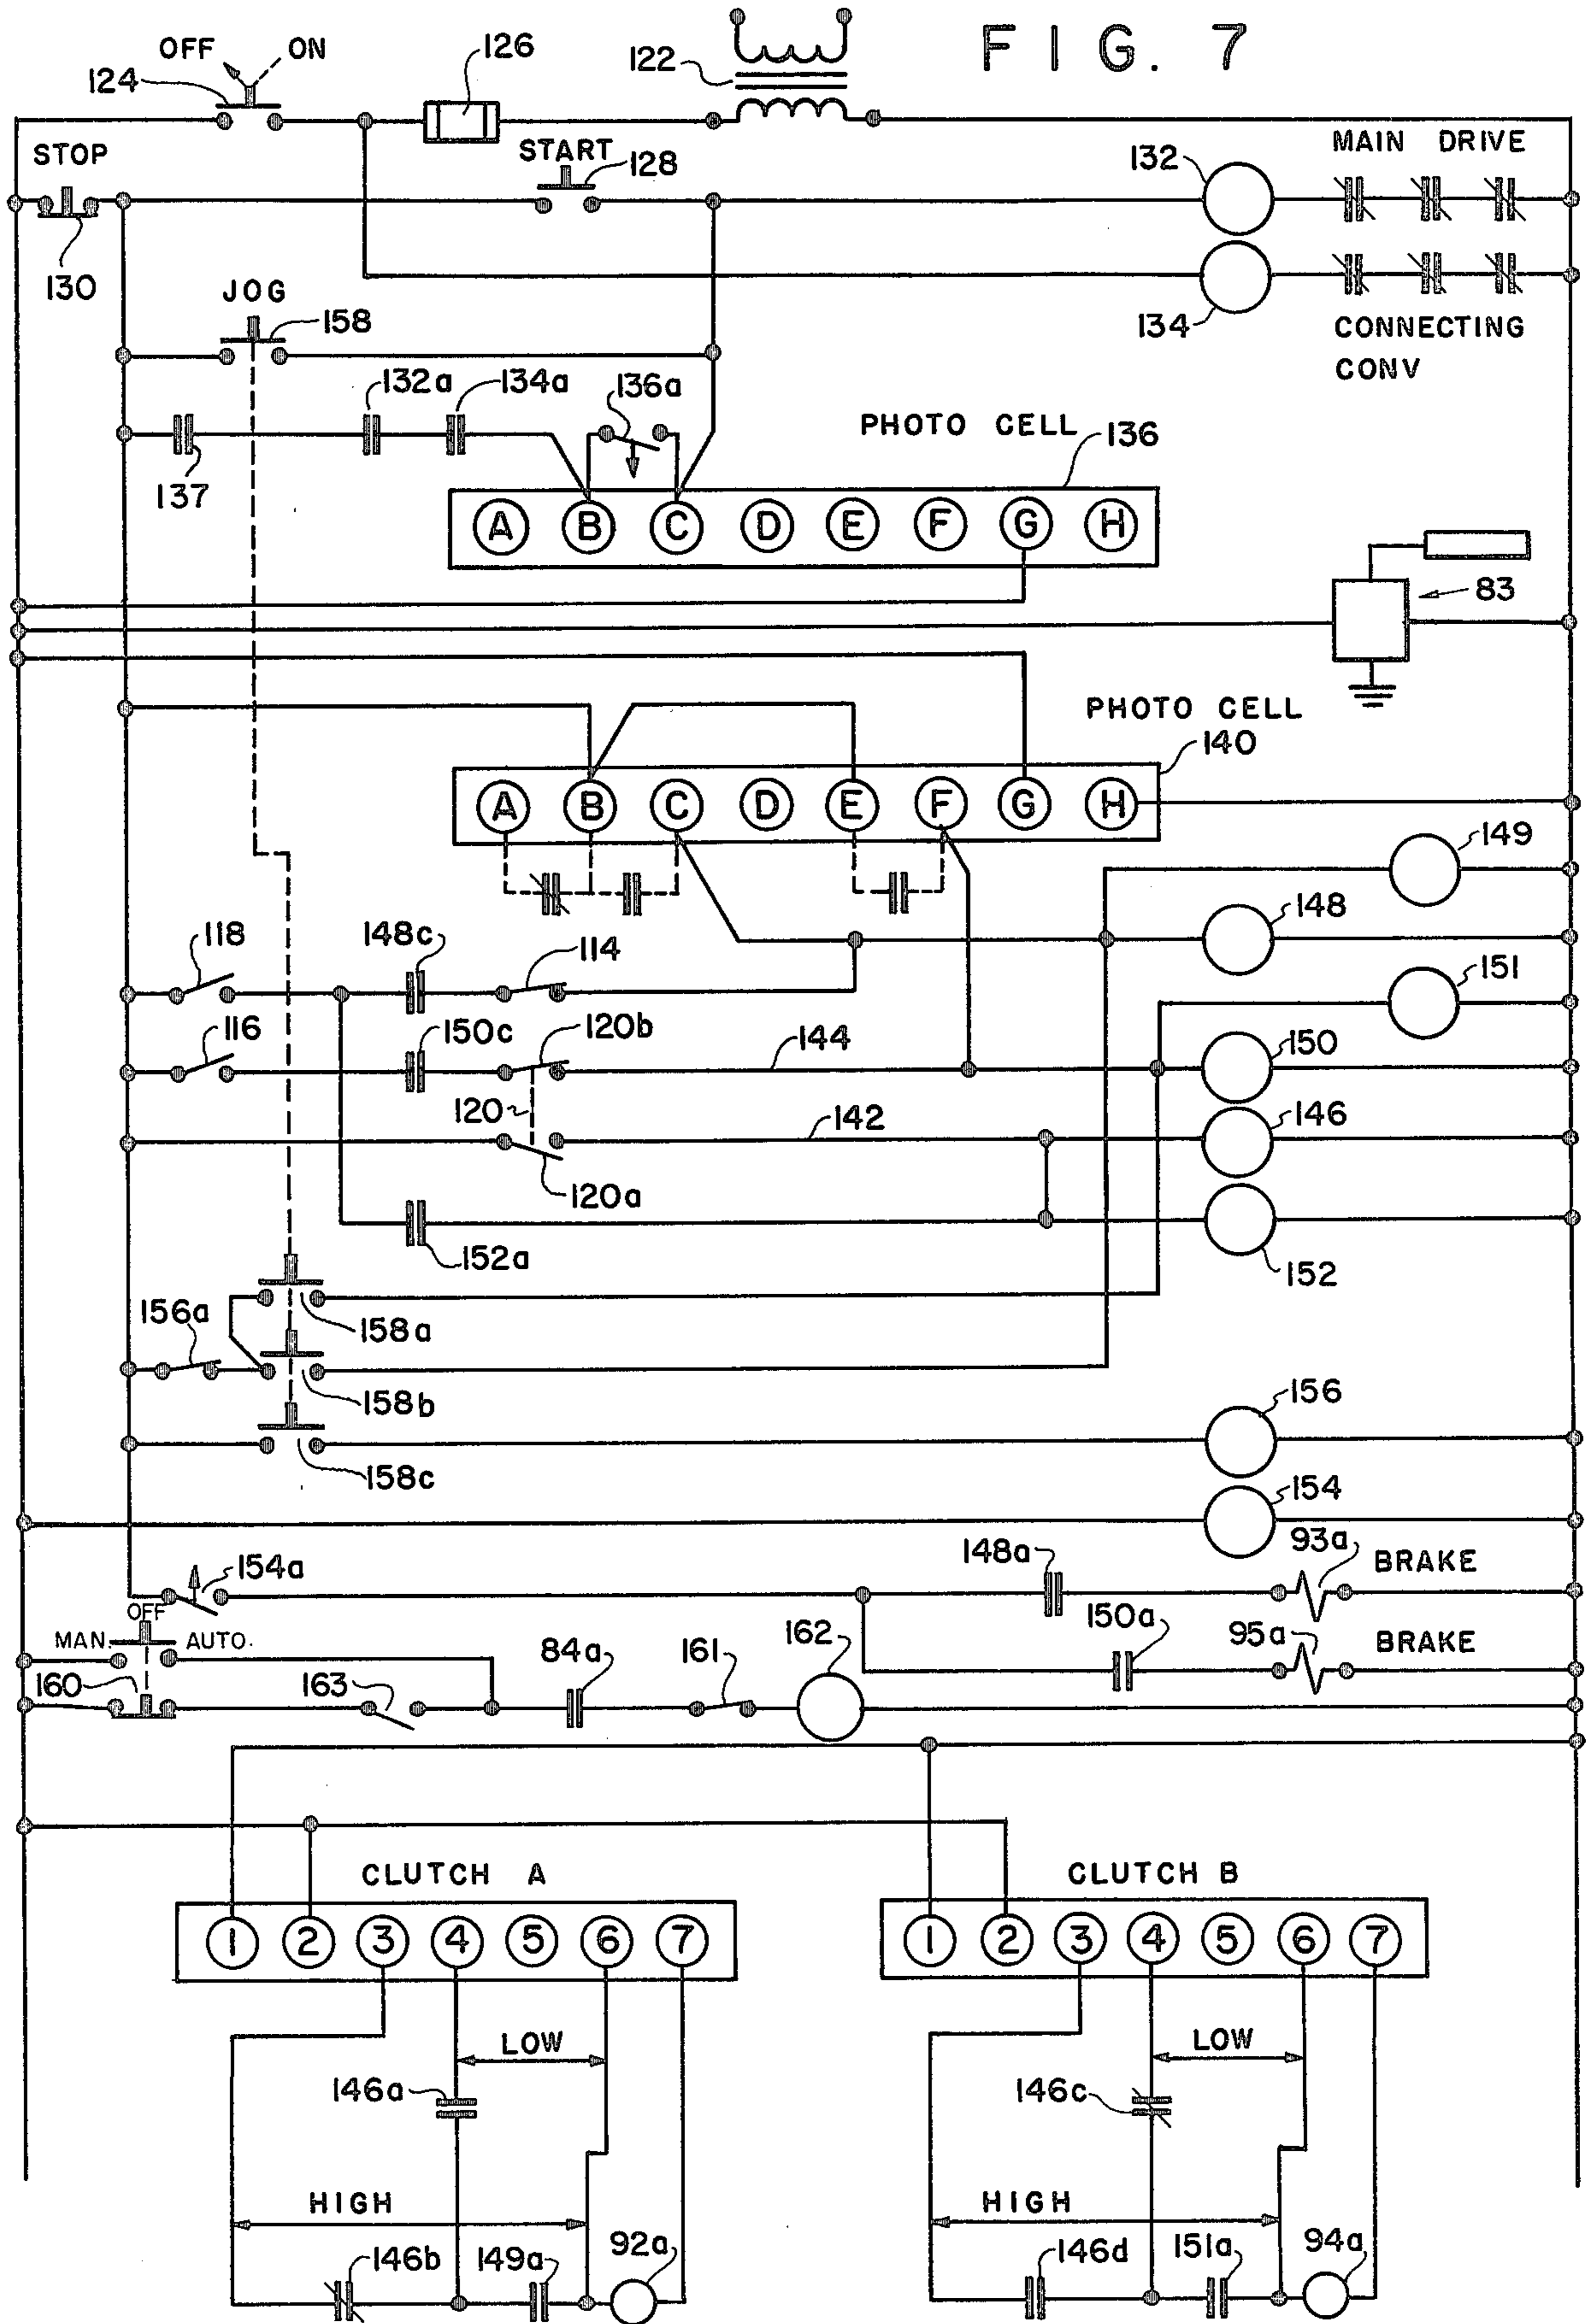 FIG. 7
OFF ON
126
122
124
STOP
START
128
132
MAIN DRIVE
130
134
CONNECTING
CONV
JOG
158
132a
134a
136a
PHOTO CELL
136
137
A B C D E F G H
83
PHOTO CELL
140
A B C D E F G H
149
118
148c
114
148
151
116
150c
120b
144
150
120
142
146
120a
152a
152
156a
158a
158b
156
158c
154
154a
148a
93a
BRAKE
OFF
MAN. AUTO.
84a
161
162
150a
95a
BRAKE
160
163
CLUTCH A
CLUTCH B
1 2 3 4 5 6 7
1 2 3 4 5 6 7
LOW
LOW
146a
146c
HIGH
HIGH
146b
149a
92a
146d
151a
94a